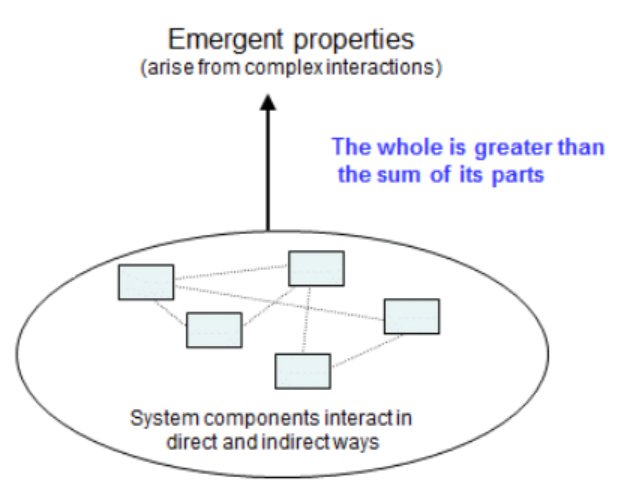 Emergent properties
(arise from complex interactions)
The whole is greater than
the sum of its parts
System components interact in
direct and indirect ways